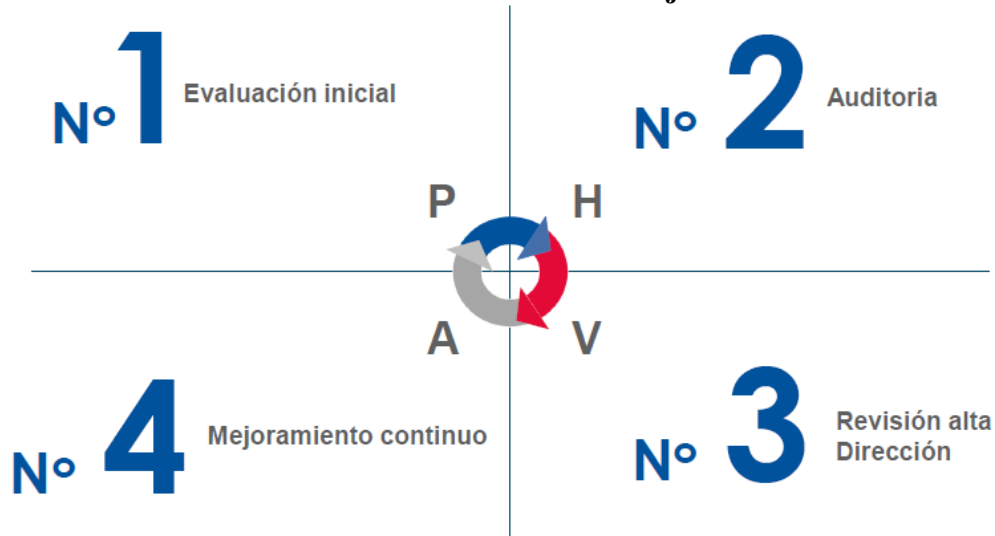 Nº 1 Evaluación inicial
Nº 2 Auditoria
P H
A V
Nº 4 Mejoramiento continuo
Nº 3 Revisión alta
Dirección